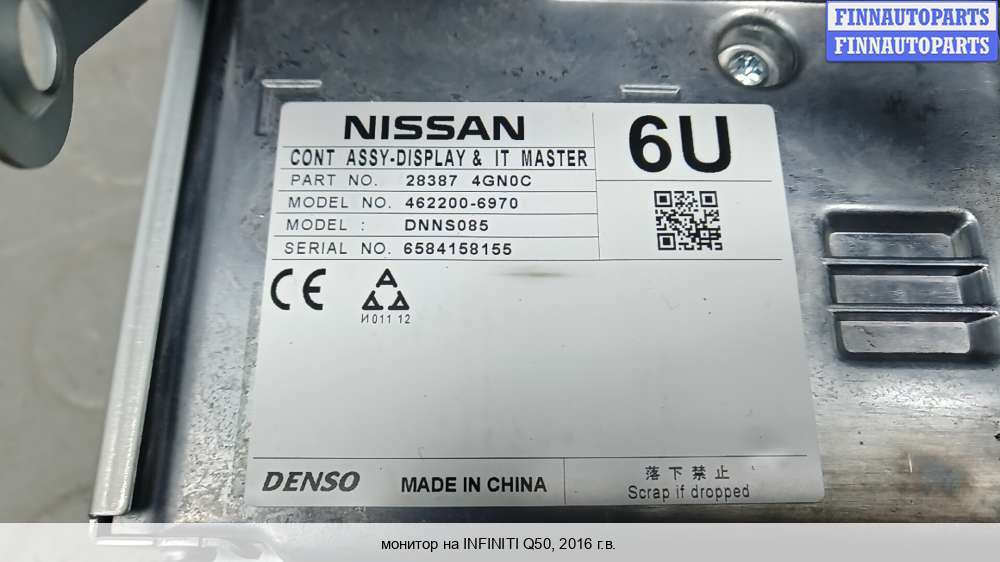 FINNAUTOPARTS
FINNAUTOPARTS
NISSAN
CONT ASSY-DISPLAY & IT MASTER
PART NO. 28387 4GN0C
MODEL NO. 462200-6970
MODEL : DNNS085
SERIAL NO. 6584158155
6U
CE
И011 12
DENSO
MADE IN CHINA
落下禁止
Scrap if dropped
монитор на INFINITI Q50, 2016 г.в.